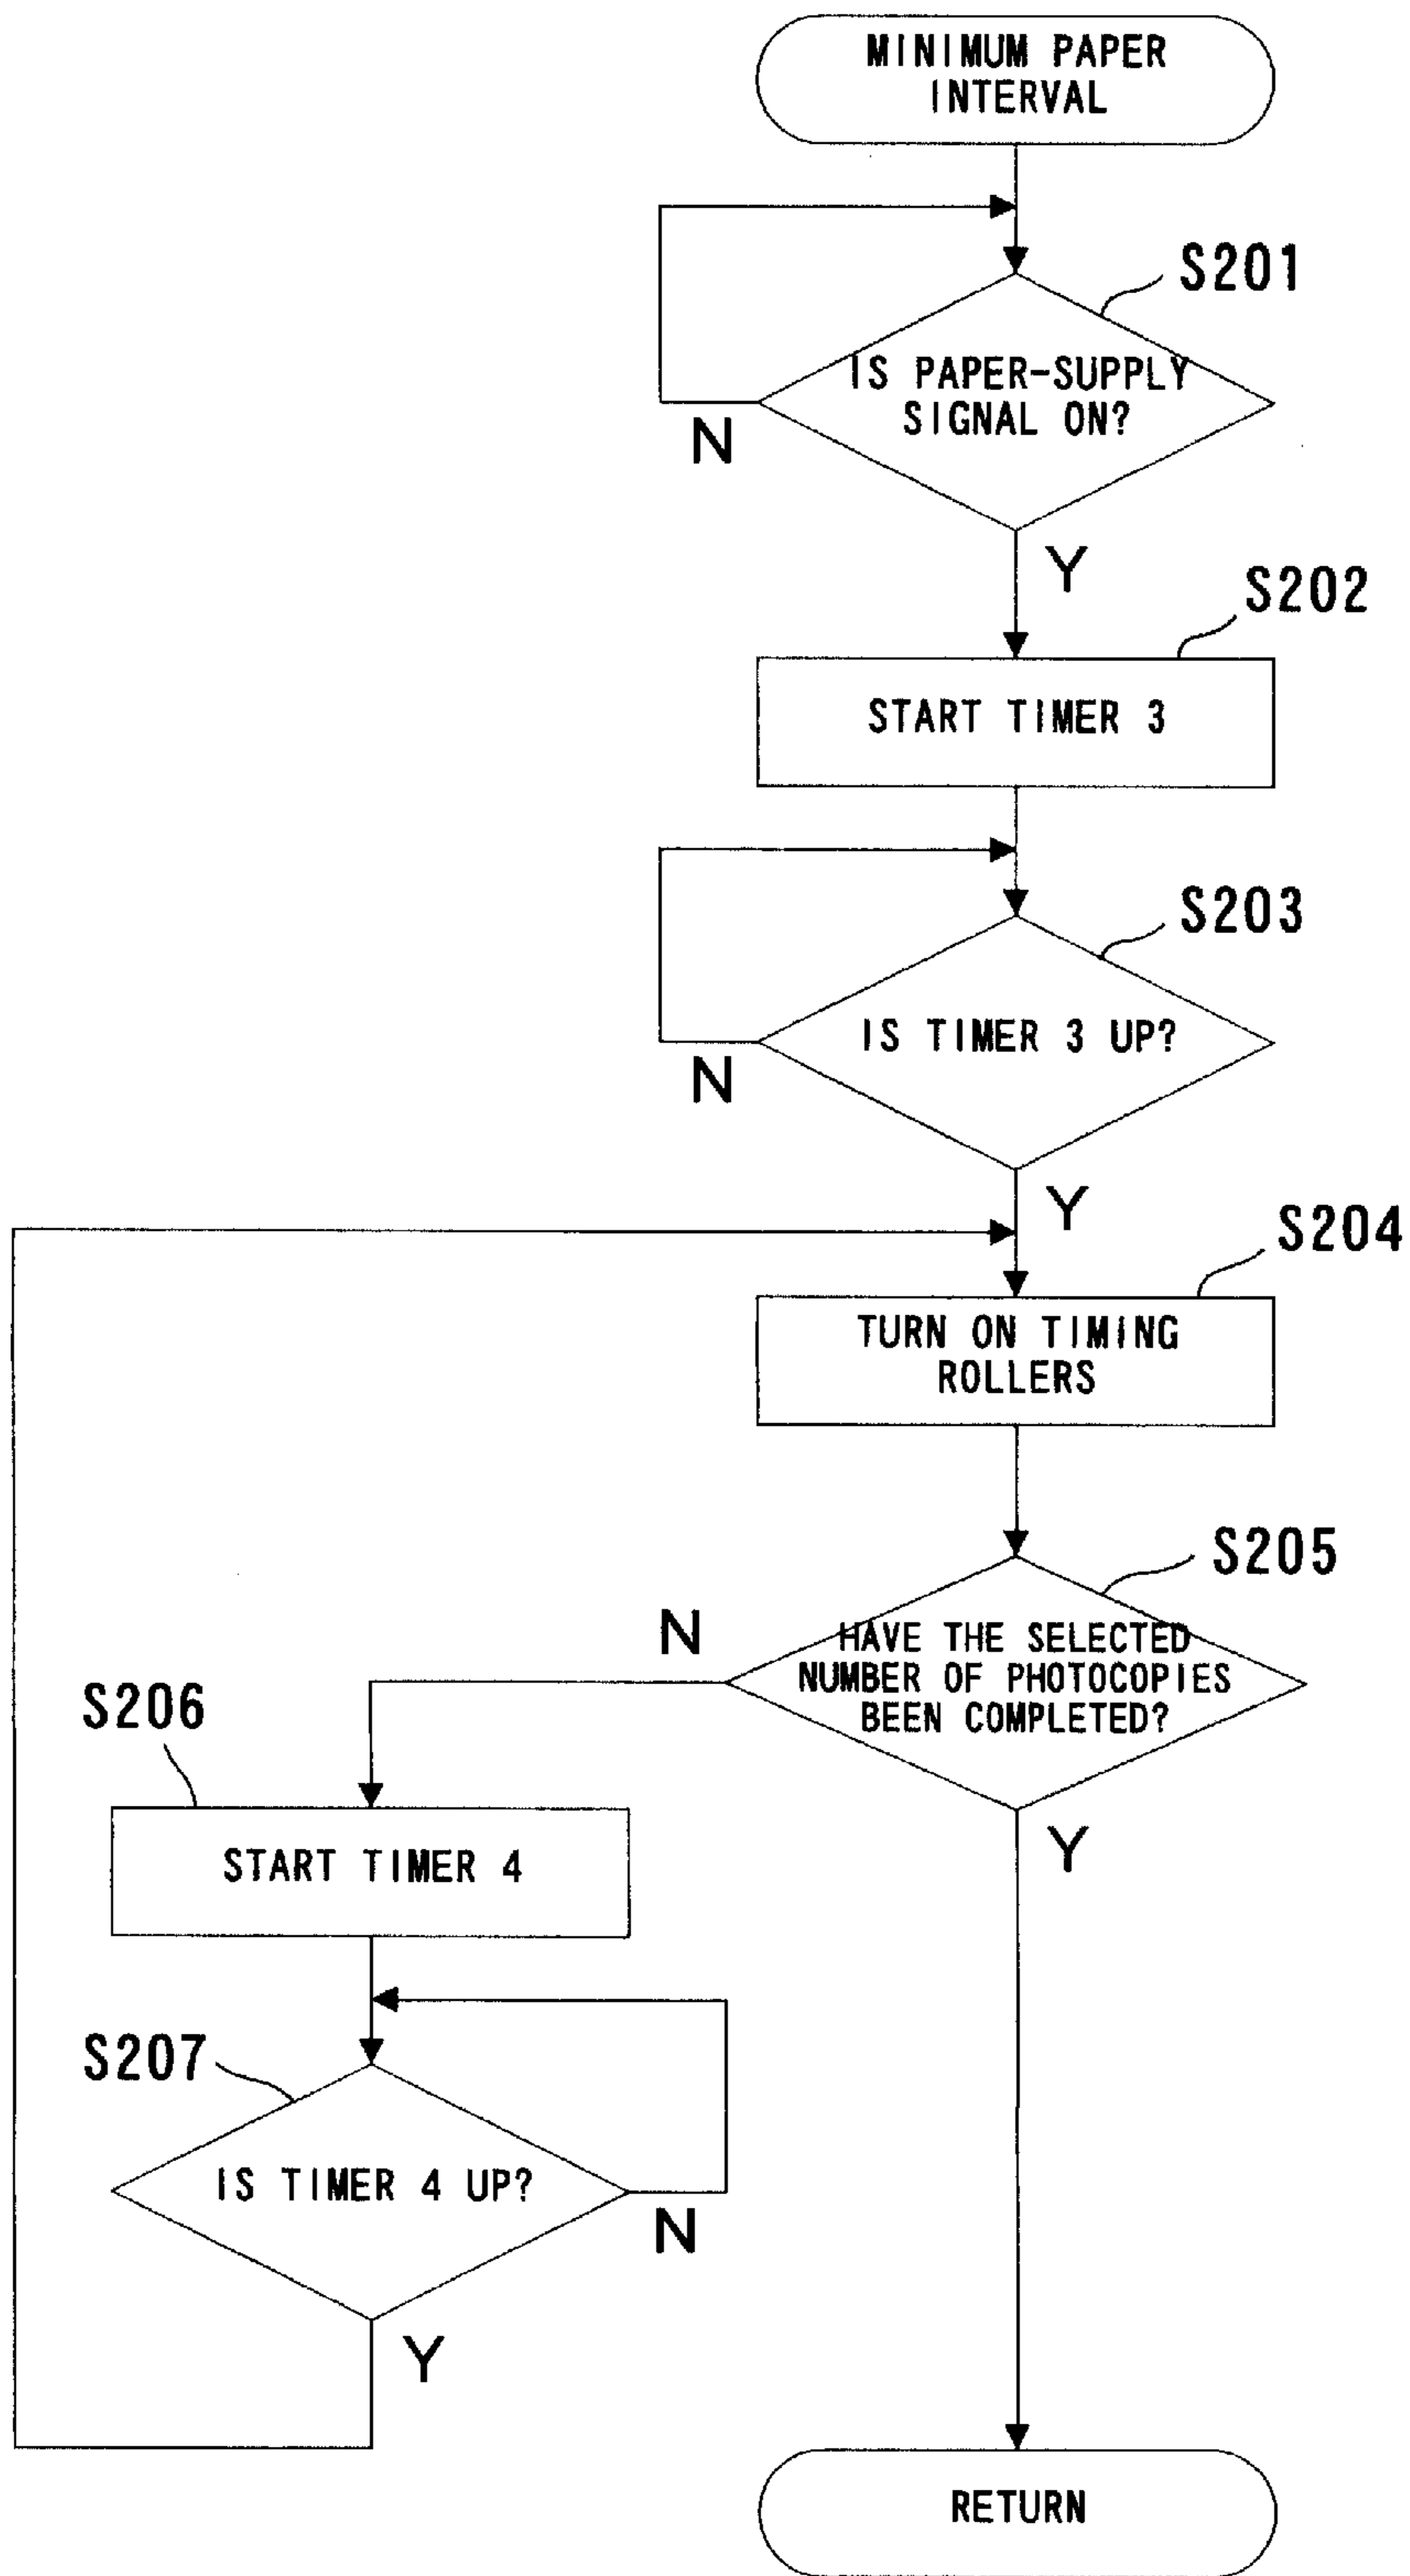 MINIMUM PAPER
INTERVAL
S201
IS PAPER-SUPPLY
SIGNAL ON?
N
Y
S202
START TIMER 3
S203
IS TIMER 3 UP?
N
Y
S204
TURN ON TIMING
ROLLERS
S205
HAVE THE SELECTED
NUMBER OF PHOTOCOPIES
BEEN COMPLETED?
N
Y
S206
START TIMER 4
S207
IS TIMER 4 UP?
N
Y
RETURN